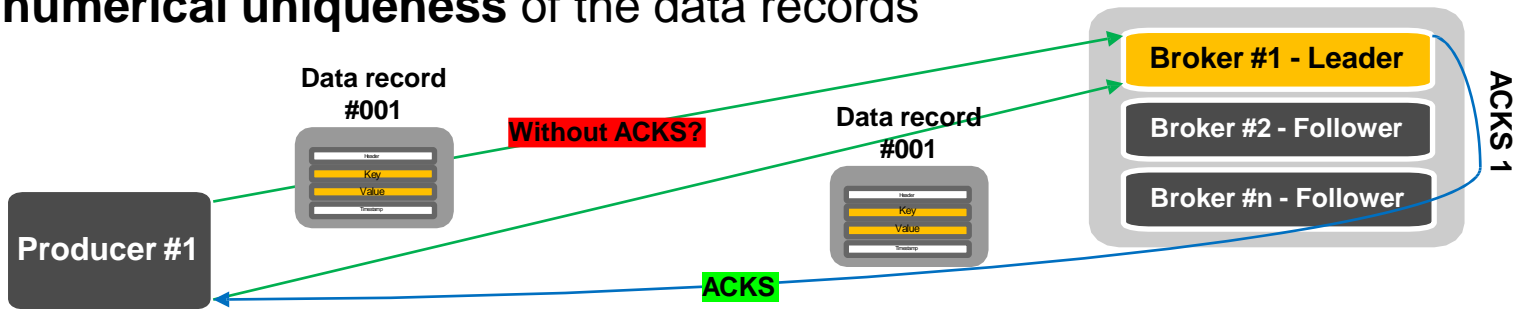 numerical uniqueness of the data records
Data record
#001
Header
Key
Value
Timestamp
Without ACKS?
Data record
#001
Header
Key
Value
Timestamp
Producer #1
ACKS
Broker #1 - Leader
Broker #2 - Follower
Broker #n - Follower
ACKS 1